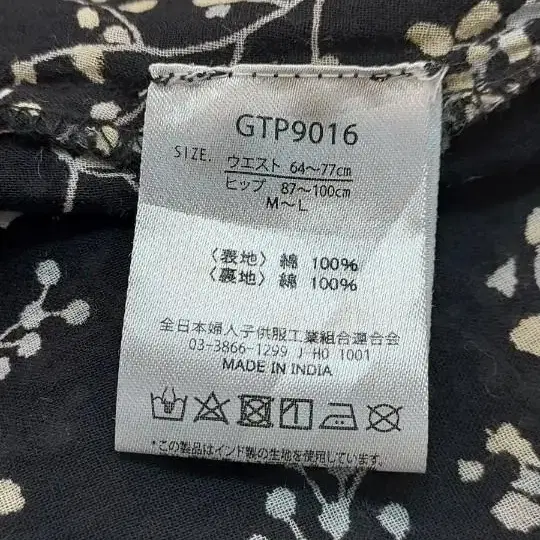 GTP9016
SIZE. ウエスト 64～77cm
ヒップ 87～100cm
M～L
〈表地〉綿 100%
〈裏地〉綿 100%
全日本婦人子供服工業組合連合会
03-3866-1299 J-HO 1001
MADE IN INDIA
*この製品はインド製の生地を使用しています。